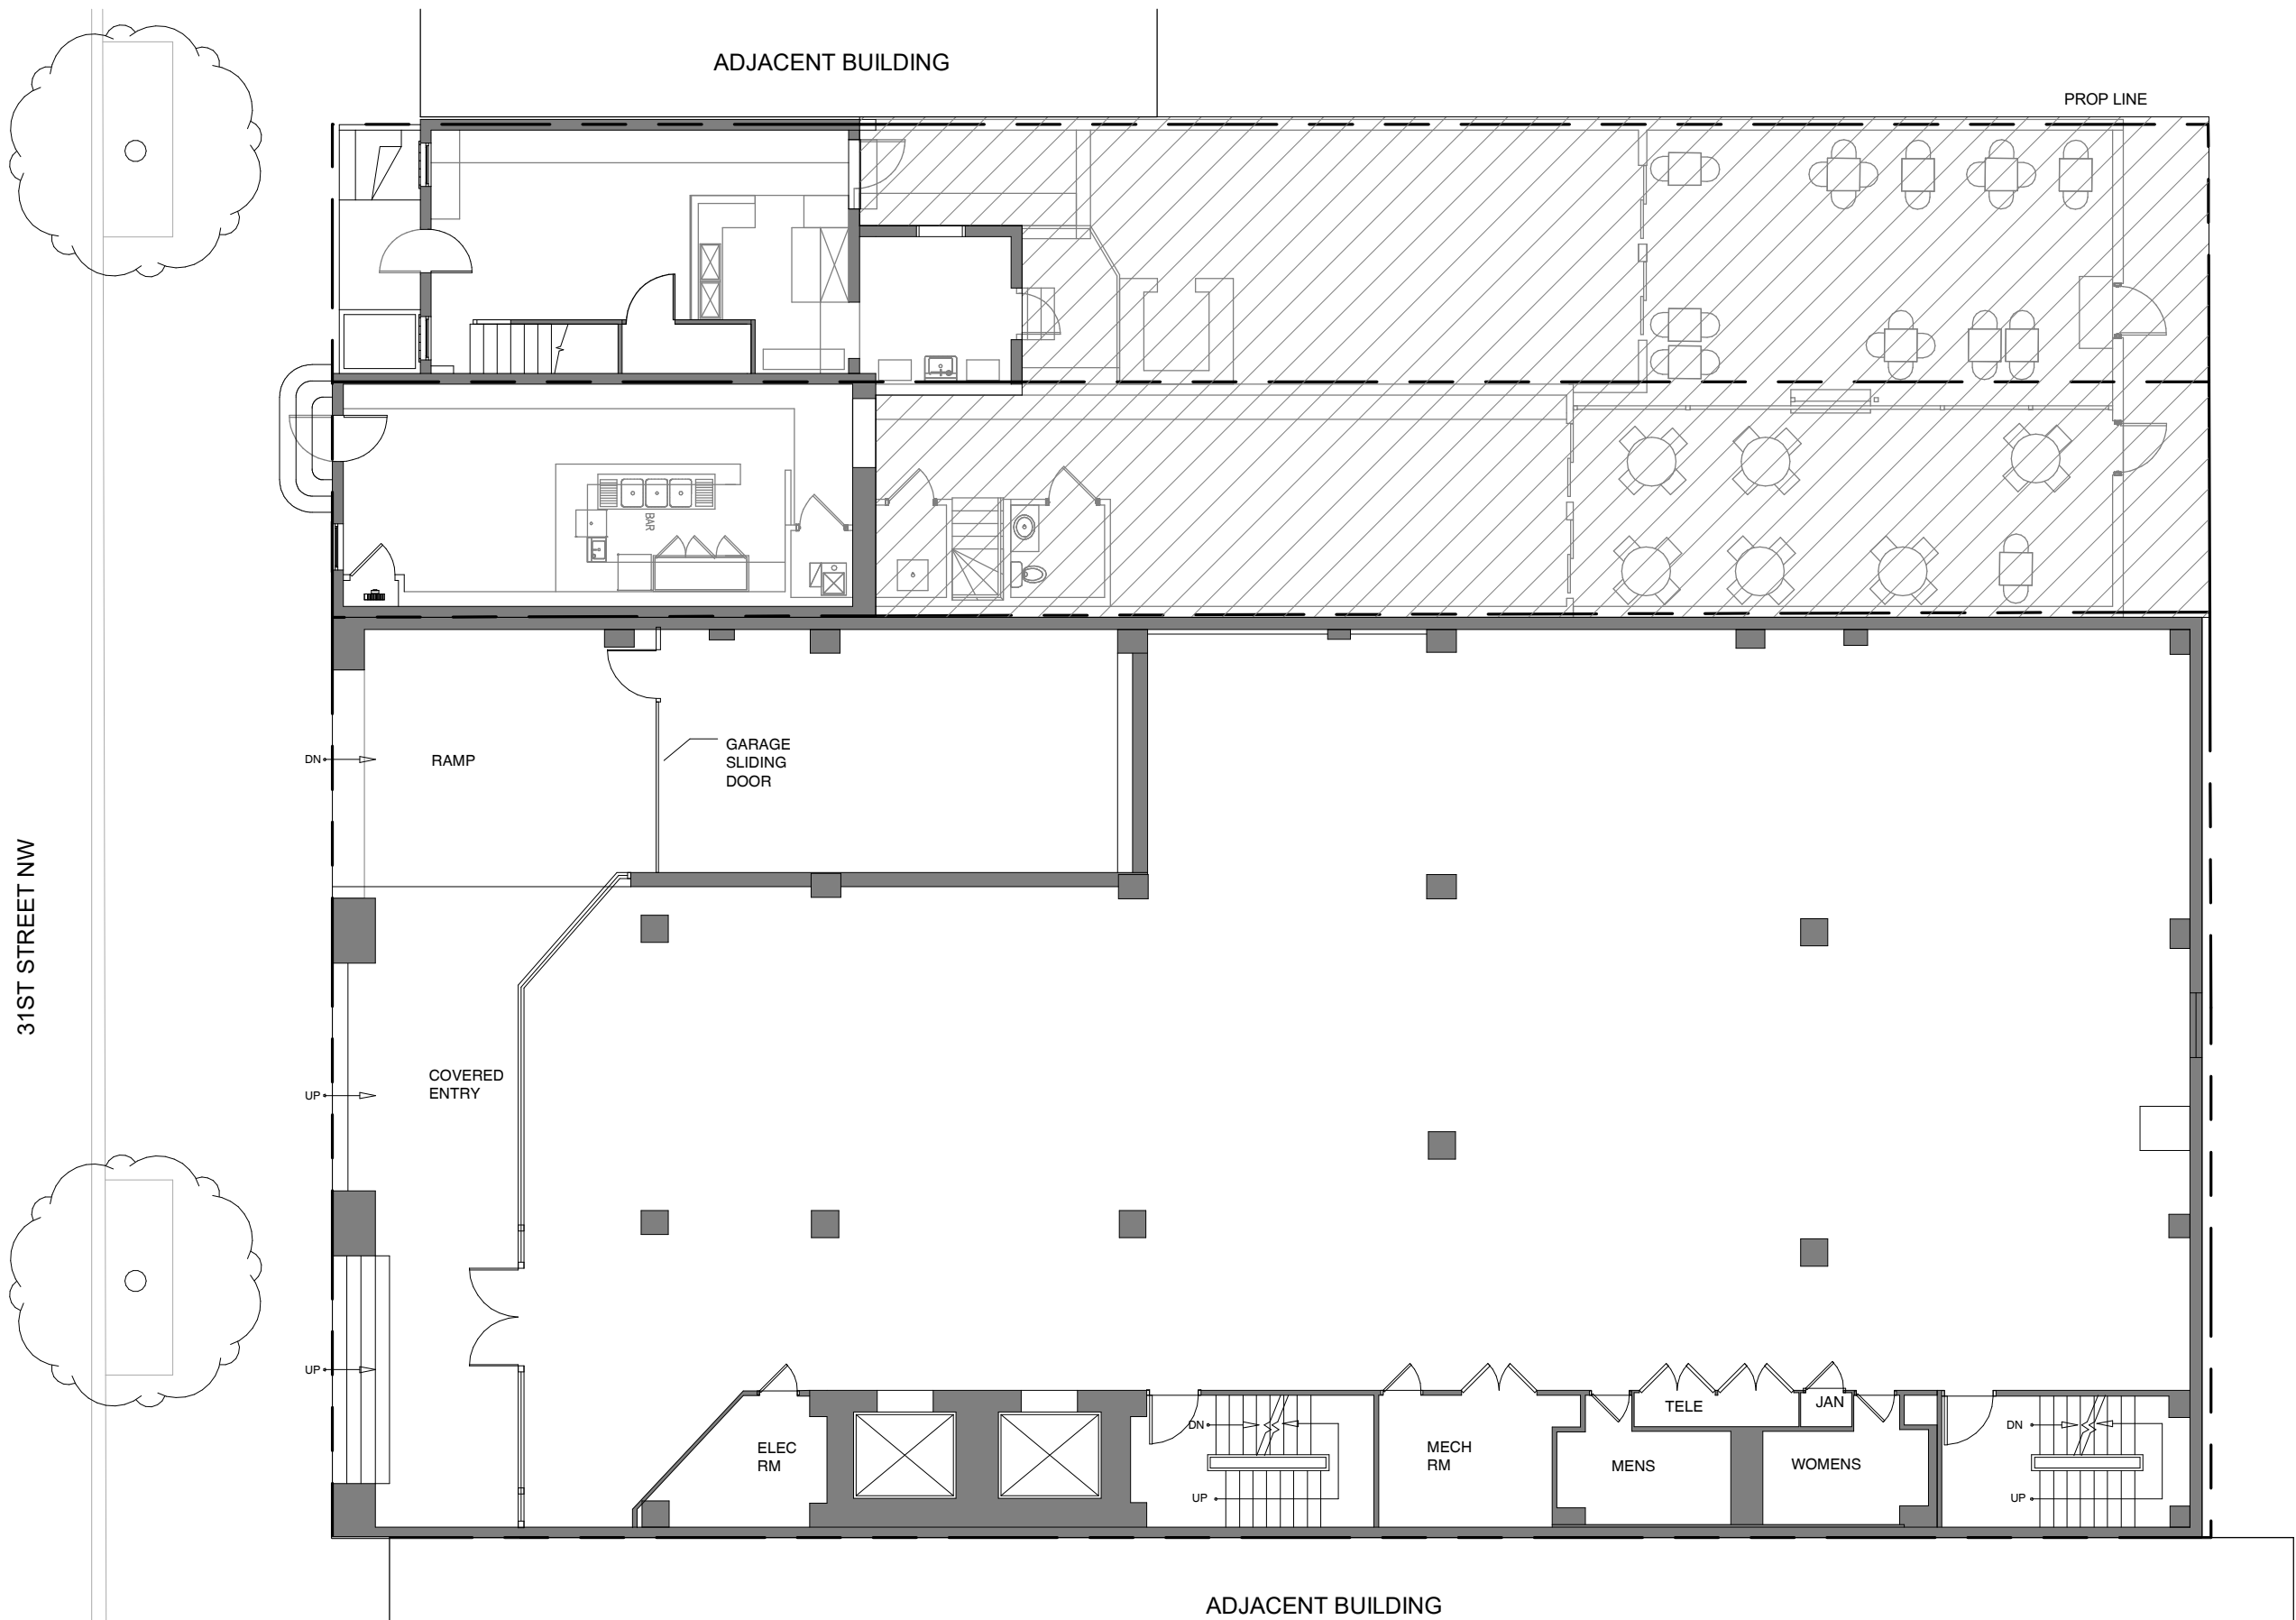 ADJACENT BUILDING
PROP LINE
BAR
GARAGE
SLIDING
DOOR
DN
RAMP
31ST STREET NW
COVERED
ENTRY
UP
UP
TELE
JAN
DN
DN
ELEC
RM
MECH
RM
MENS
WOMENS
UP
UP
ADJACENT BUILDING